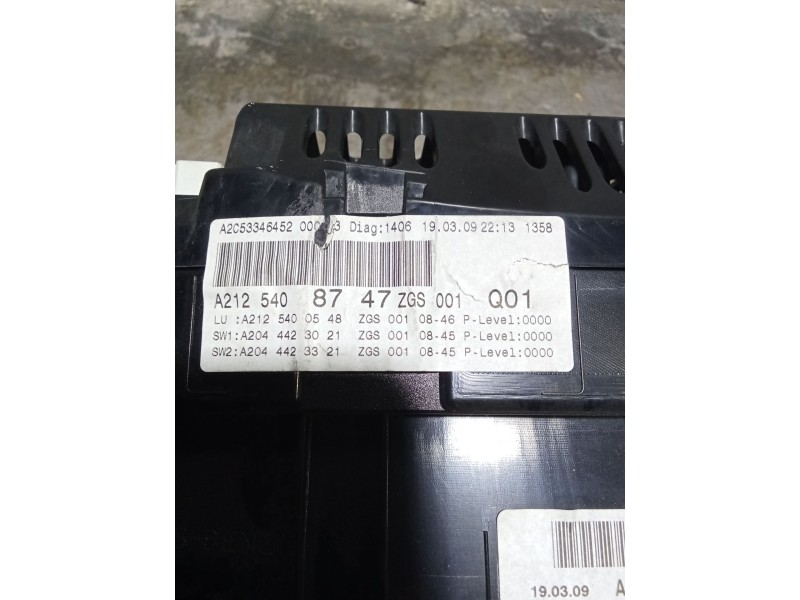 A2C53346452 Diag:1406 19.03.09 22:13 1358
A212 540 87 47 ZGS 001 Q01
LU :A212 540 05 48 ZGS 001 08-46 P-Level:0000
SW1:A204 442 30 21 ZGS 001 08-45 P-Level:0000
SW2:A204 442 33 21 ZGS 001 08-45 P-Level:0000
19.03.09 A